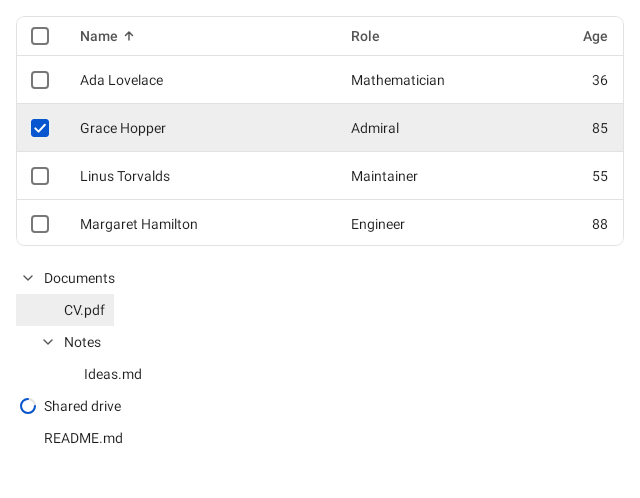 Name Role Age
Ada Lovelace Mathematician 36
Grace Hopper Admiral 85
Linus Torvalds Maintainer 55
Margaret Hamilton Engineer 88
Documents
CV.pdf
Notes
Ideas.md
Shared drive
README.md